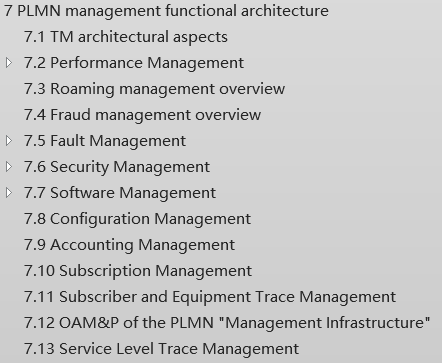 7 PLMN management functional architecture
7.1 TM architectural aspects
7.2 Performance Management
7.3 Roaming management overview
7.4 Fraud management overview
7.5 Fault Management
7.6 Security Management
7.7 Software Management
7.8 Configuration Management
7.9 Accounting Management
7.10 Subscription Management
7.11 Subscriber and Equipment Trace Management
7.12 OAM&P of the PLMN "Management Infrastructure"
7.13 Service Level Trace Management